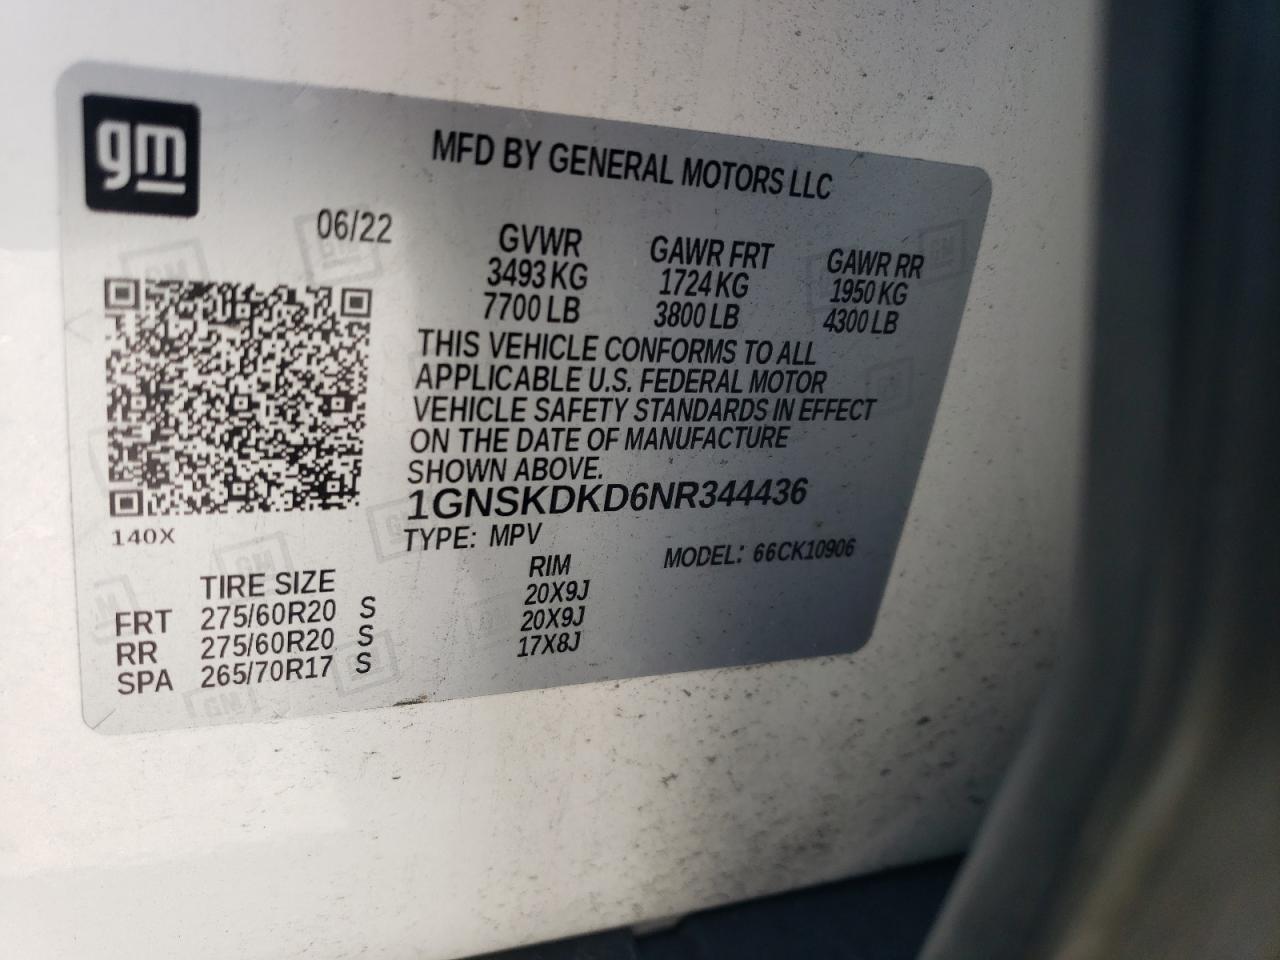 gm
MFD BY GENERAL MOTORS LLC
06/22
GVWR GAWR FRT GAWR RR
3493 KG 1724 KG 1950 KG
7700 LB 3800 LB 4300 LB
THIS VEHICLE CONFORMS TO ALL
APPLICABLE U.S. FEDERAL MOTOR
VEHICLE SAFETY STANDARDS IN EFFECT
ON THE DATE OF MANUFACTURE
SHOWN ABOVE.
1GNSKDKD6NR344436
140X
TYPE: MPV MODEL: 66CK10906
TIRE SIZE RIM
FRT 275/60R20 S 20X9J
RR 275/60R20 S 20X9J
SPA 265/70R17 S 17X8J